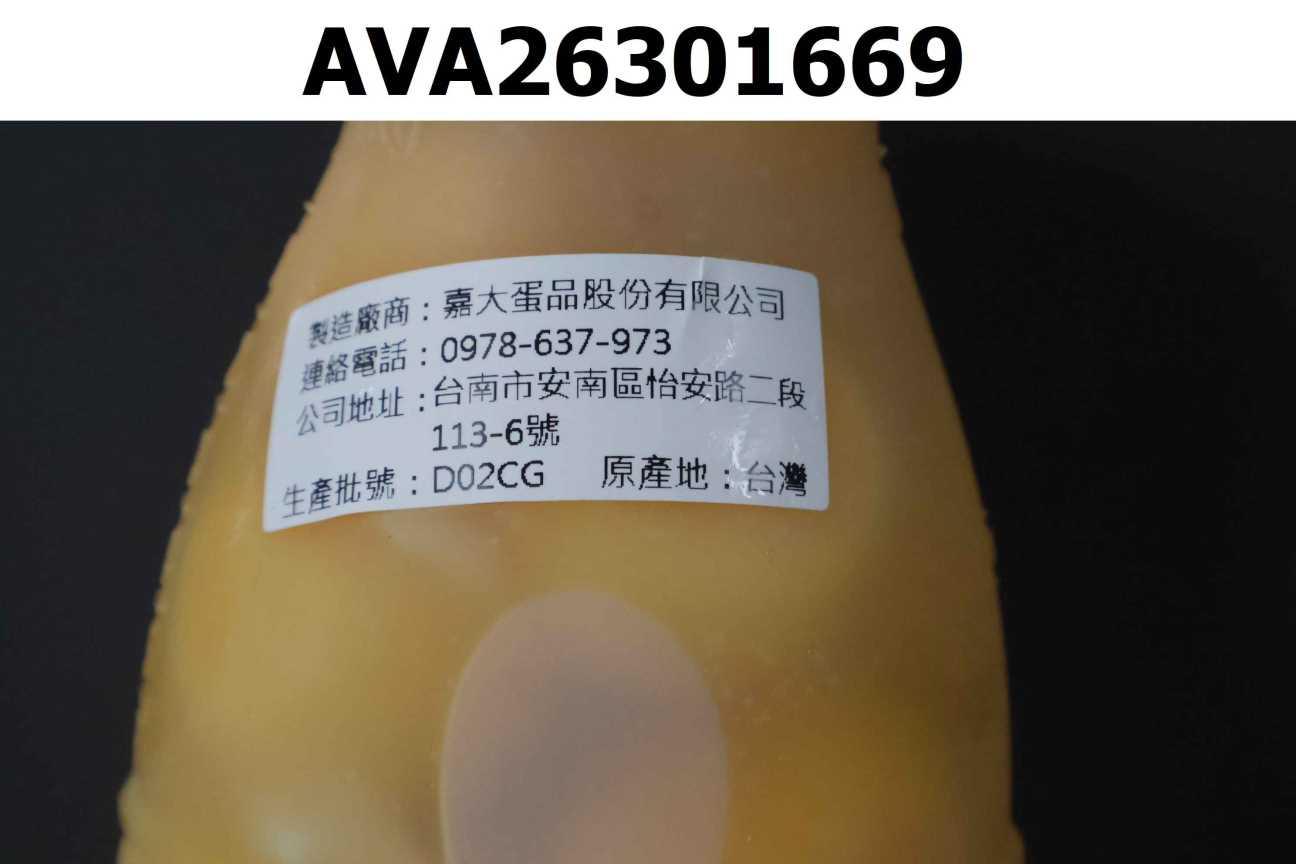 AVA26301669
製造廠商：嘉大蛋品股份有限公司
連絡電話：0978-637-973
公司地址：台南市安南區怡安路二段
113-6號
生產批號：D02CG 原產地：台灣